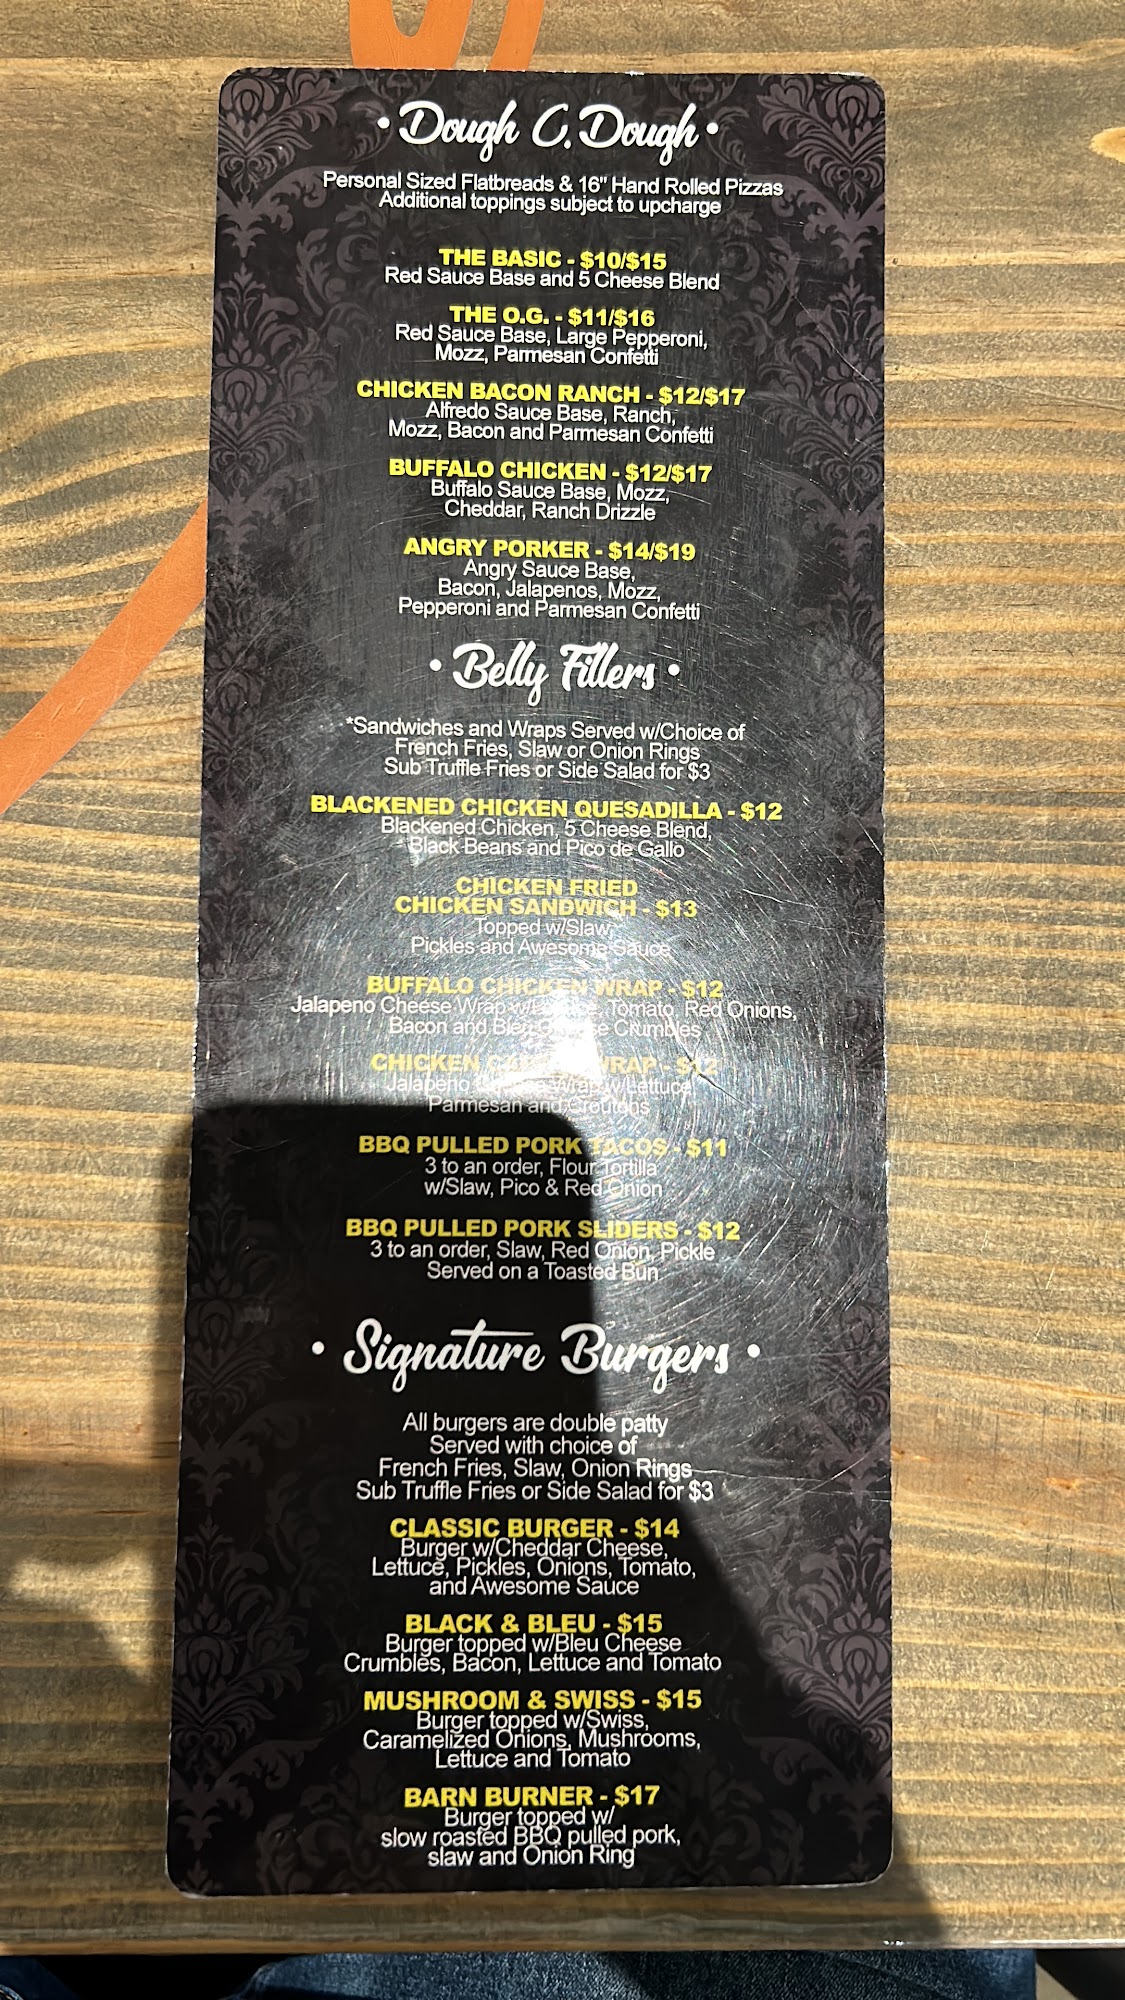 • Dough C. Dough •
Personal Sized Flatbreads & 16" Hand Rolled Pizzas
Additional toppings subject to upcharge
THE BASIC - $10/$15
Red Sauce Base and 5 Cheese Blend
THE O.G. - $11/$16
Red Sauce Base, Large Pepperoni,
Mozz, Parmesan Confetti
CHICKEN BACON RANCH - $12/$17
Alfredo Sauce Base, Ranch,
Mozz, Bacon and Parmesan Confetti
BUFFALO CHICKEN - $12/$17
Buffalo Sauce Base, Mozz,
Cheddar, Ranch Drizzle
ANGRY PORKER - $14/$19
Angry Sauce Base,
Bacon, Jalapenos, Mozz,
Pepperoni and Parmesan Confetti
• Belly Fillers •
*Sandwiches and Wraps Served w/Choice of
French Fries, Slaw or Onion Rings
Sub Truffle Fries or Side Salad for $3
BLACKENED CHICKEN QUESADILLA - $12
Blackened Chicken, 5 Cheese Blend,
Black Beans and Pico de Gallo
CHICKEN FRIED
CHICKEN SANDWICH - $13
Topped w/Slaw,
Pickles and Awesome Sauce
BUFFALO CHICKEN WRAP - $12
Jalapeno Cheese Wrap w/Lettuce, Tomato, Red Onions,
Bacon and Bleu Cheese Crumbles
CHICKEN WRAP - $12
Jalapeno Cheese Wrap w/Lettuce,
Parmesan and Croutons
BBQ PULLED PORK TACOS - $11
3 to an order, Flour Tortilla
w/Slaw, Pico & Red Onion
BBQ PULLED PORK SLIDERS - $12
3 to an order, Slaw, Red Onion, Pickle
Served on a Toasted Bun
• Signature Burgers •
All burgers are double patty
Served with choice of
French Fries, Slaw, Onion Rings
Sub Truffle Fries or Side Salad for $3
CLASSIC BURGER - $14
Burger w/Cheddar Cheese,
Lettuce, Pickles, Onions, Tomato,
and Awesome Sauce
BLACK & BLEU - $15
Burger topped w/Bleu Cheese
Crumbles, Bacon, Lettuce and Tomato
MUSHROOM & SWISS - $15
Burger topped w/Swiss,
Caramelized Onions, Mushrooms,
Lettuce and Tomato
BARN BURNER - $17
Burger topped w/
slow roasted BBQ pulled pork,
slaw and Onion Ring